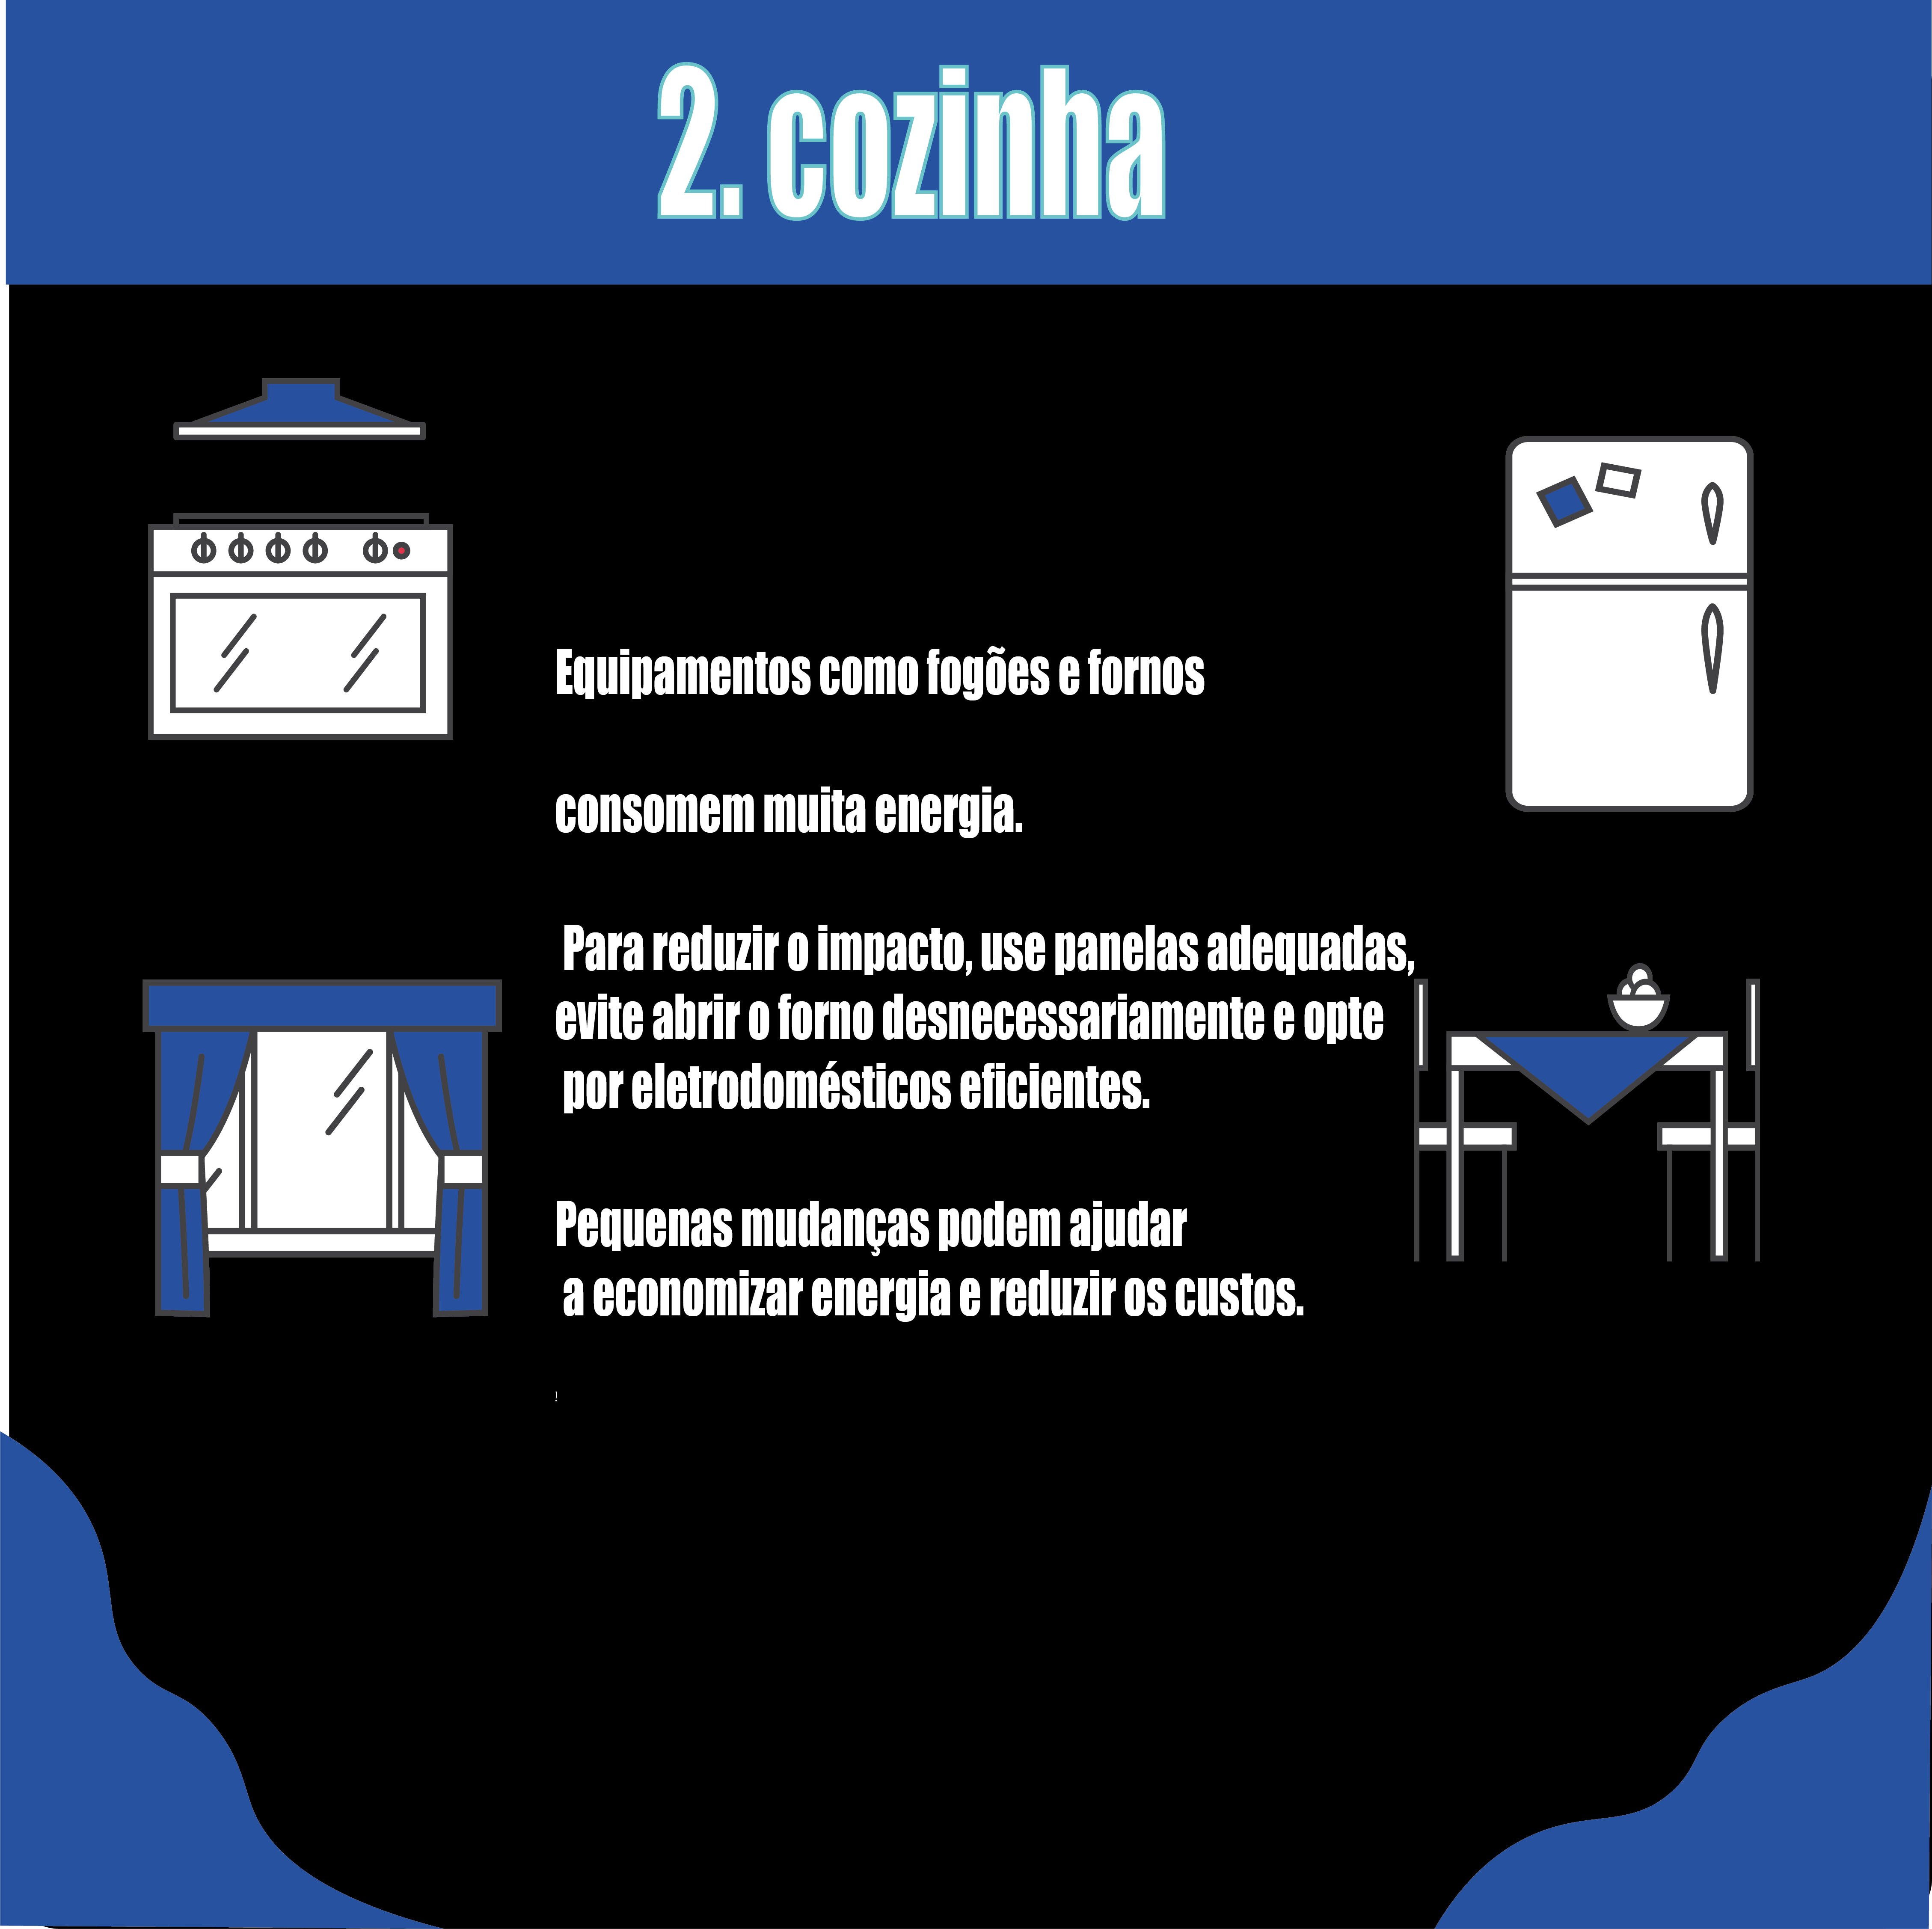 2. cozinha
Equipamentos como fogões e fornos
consomem muita energia.
Para reduzir o impacto, use panelas adequadas,
evite abrir o forno desnecessariamente e opte
por eletrodomésticos eficientes.
Pequenas mudanças podem ajudar
a economizar energia e reduzir os custos.
!